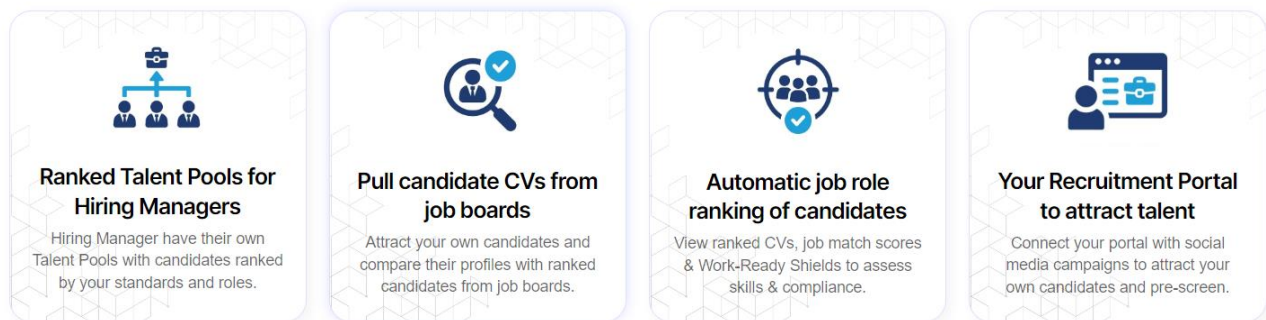 Ranked Talent Pools for
Hiring Managers
Hiring Manager have their own
Talent Pools with candidates ranked
by your standards and roles.
Pull candidate CVs from
job boards
Attract your own candidates and
compare their profiles with ranked
candidates from job boards.
Automatic job role
ranking of candidates
View ranked CVs, job match scores
& Work-Ready Shields to assess
skills & compliance.
Your Recruitment Portal
to attract talent
Connect your portal with social
media campaigns to attract your
own candidates and pre-screen.